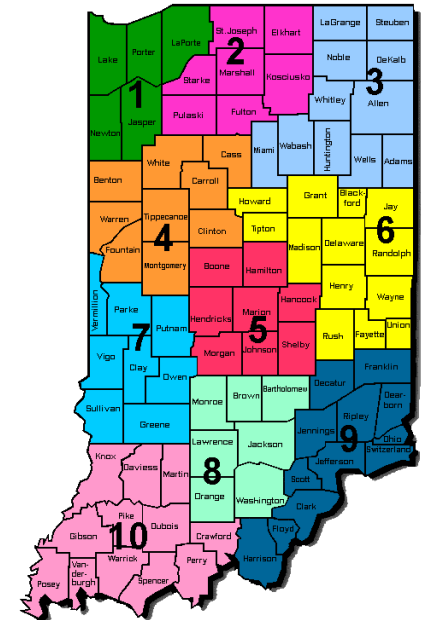 LaGrange Steuben
St.Joseph Elkhart
LaPorte
Porter
Lake
2
Noble DeKalb
Marshall
Starke Kosciusko
3
1
Whitley Allen
Pulaski Fulton
Jasper
Newton
Miami Wabash Huntington
Wells Adams
White Cass
Benton Carroll
Howard Grant Black-
ford Jay
Warren Tippecanoe
Clinton Tipton
4
6
Madison Delaware Randolph
Fountain
Montgomery Boone Hamilton
Henry Wayne
Vermillion Parke Putnam
Hendricks Marion Hancock
7
5
Rush Fayette Union
Vigo Clay Morgan Johnson Shelby
Owen
Franklin
Decatur
Sullivan Monroe Brown Bartholomew
Dear-
born
Ripley
Greene
Jennings
9
Ohio
Switzerland
Lawrence Jackson
8
Knox Daviess Martin
Jefferson
Scott
Orange Washington
Clark
Pike
Gibson Dubois
10
Crawford Floyd
Harrison
Warrick Perry
Van-
der-
burgh
Posey Spencer